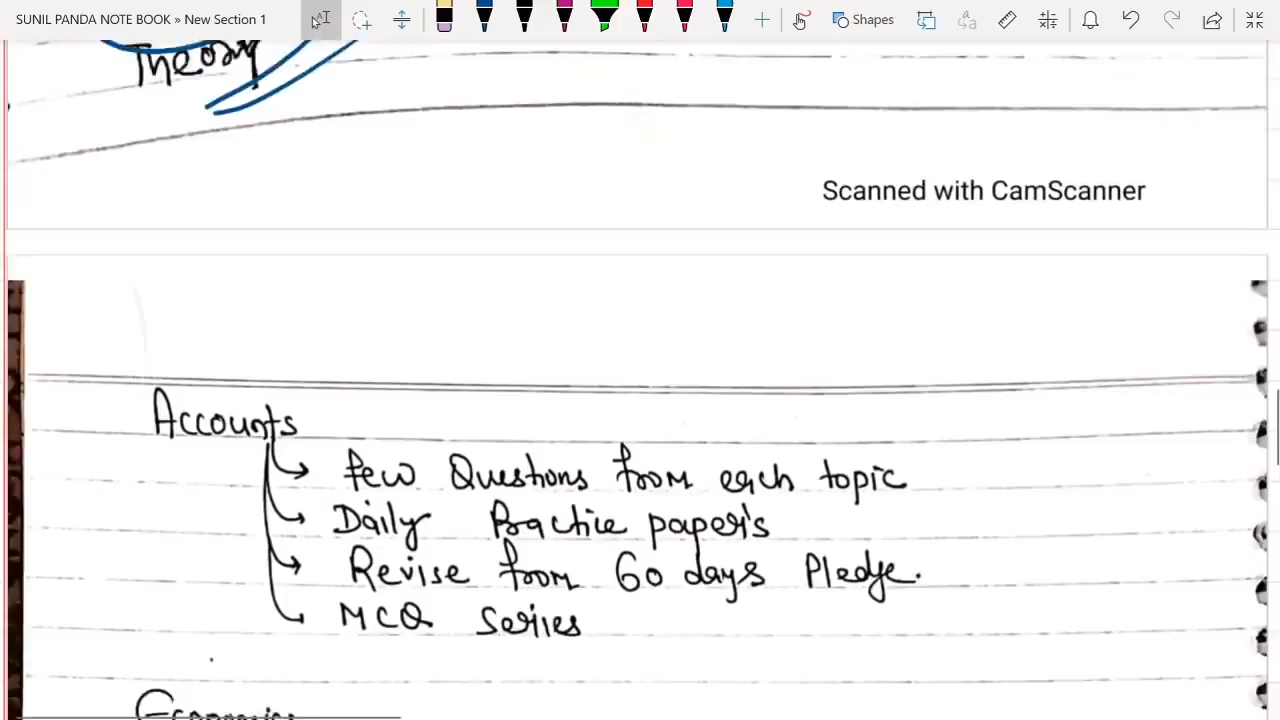 SUNIL PANDA NOTE BOOK » New Section 1
Shapes
Theory
Scanned with CamScanner
Accounts
few Questions from each topic
Daily Practice paper's
Revise from 60 days Pledge.
MCQ Series
Economics